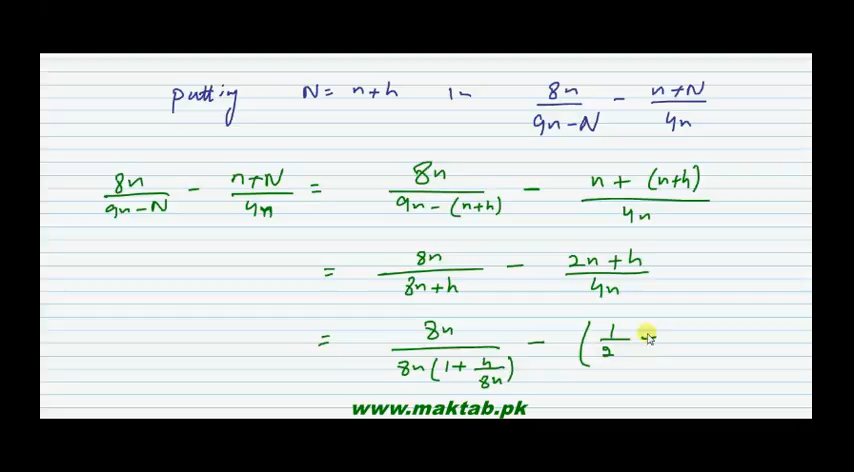 putting N = n+h in 8n/(9n-N) - (n+N)/4n
8n/(9n-N) - (n+N)/4n = 8n/(9n-(n+h)) - (n+(n+h))/4n
= 8n/(8n+h) - (2n+h)/4n
= 8n/(8n(1+h/8n)) - (1/2 +
www.maktab.pk